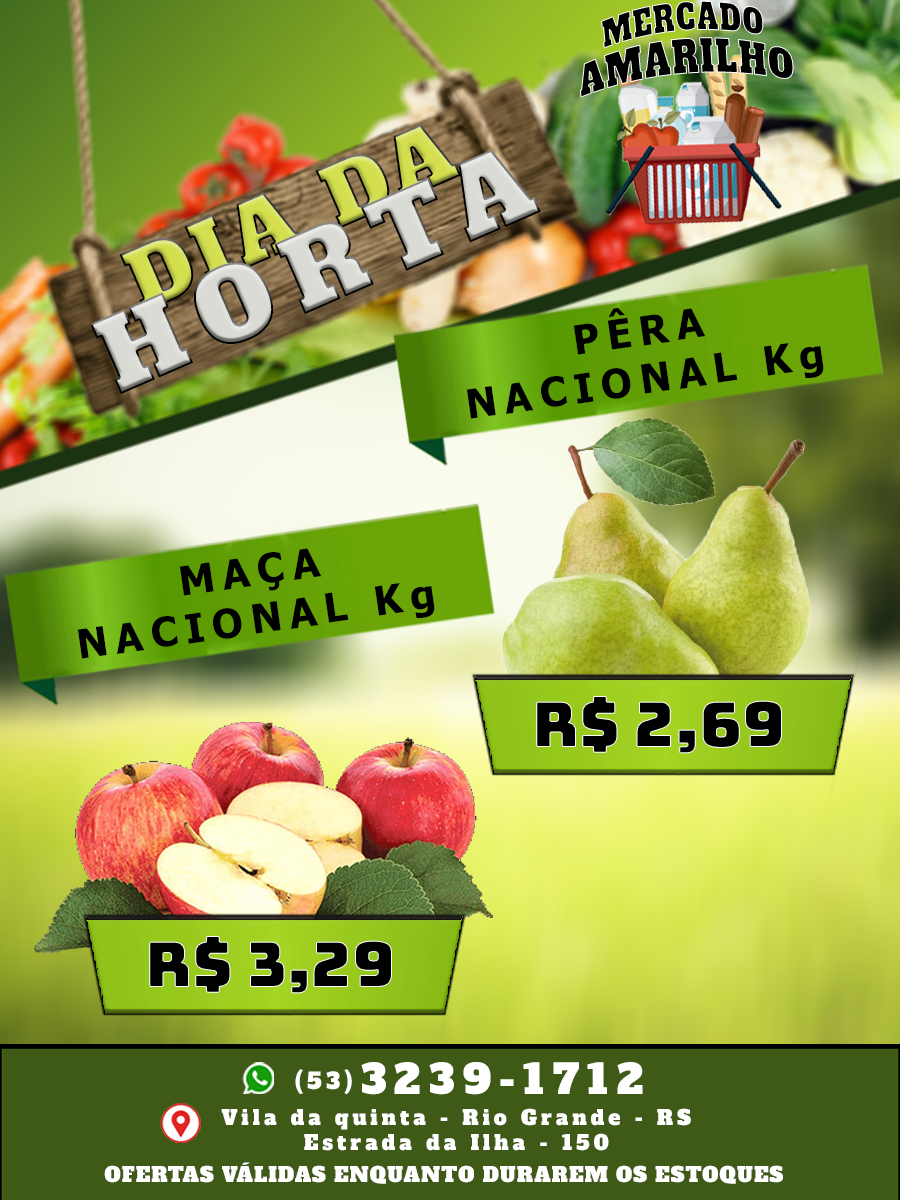 MERCADO
AMARILHO
DIA DA
HORTA
PÊRA
NACIONAL Kg
MAÇA
NACIONAL Kg
R$ 2,69
R$ 3,29
(53) 3239-1712
Vila da quinta - Rio Grande - RS
Estrada da Ilha - 150
OFERTAS VÁLIDAS ENQUANTO DURAREM OS ESTOQUES